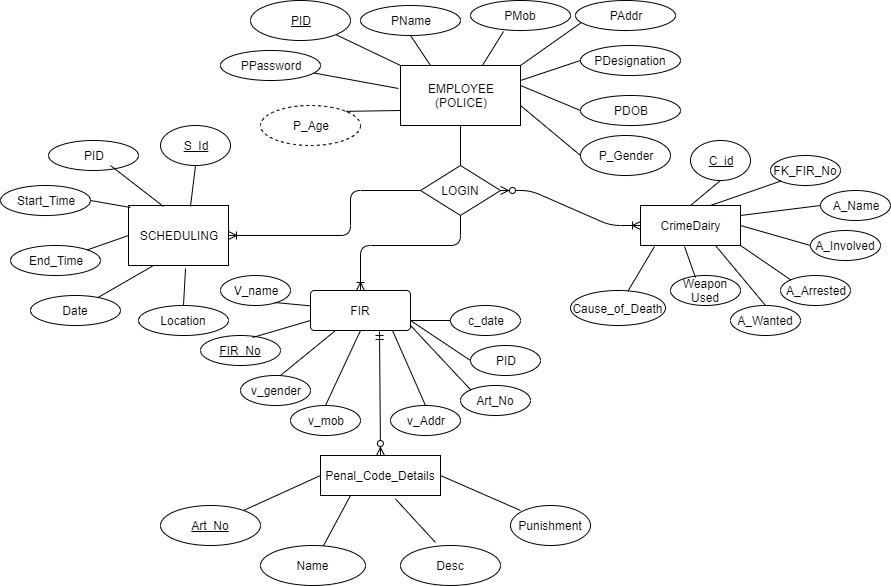 PID
PName
PMob
PAddr
PPassword
EMPLOYEE
(POLICE)
PDesignation
P_Age
PDOB
P_Gender
PID
S_Id
C_id
FK_FIR_No
Start_Time
LOGIN
A_Name
SCHEDULING
CrimeDairy
A_Involved
End_Time
Date
Location
V_name
FIR
c_date
Cause_of_Death
Weapon
Used
A_Arrested
A_Wanted
FIR_No
PID
v_gender
Art_No
v_mob
v_Addr
Penal_Code_Details
Art_No
Name
Desc
Punishment